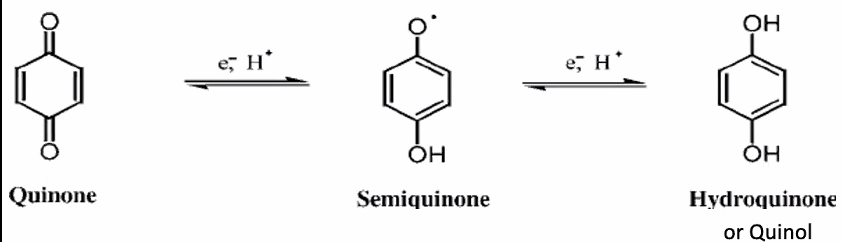 O
O
Quinone
e,⁻ H⁺
O•
OH
Semiquinone
e,⁻ H⁺
OH
OH
Hydroquinone
or Quinol